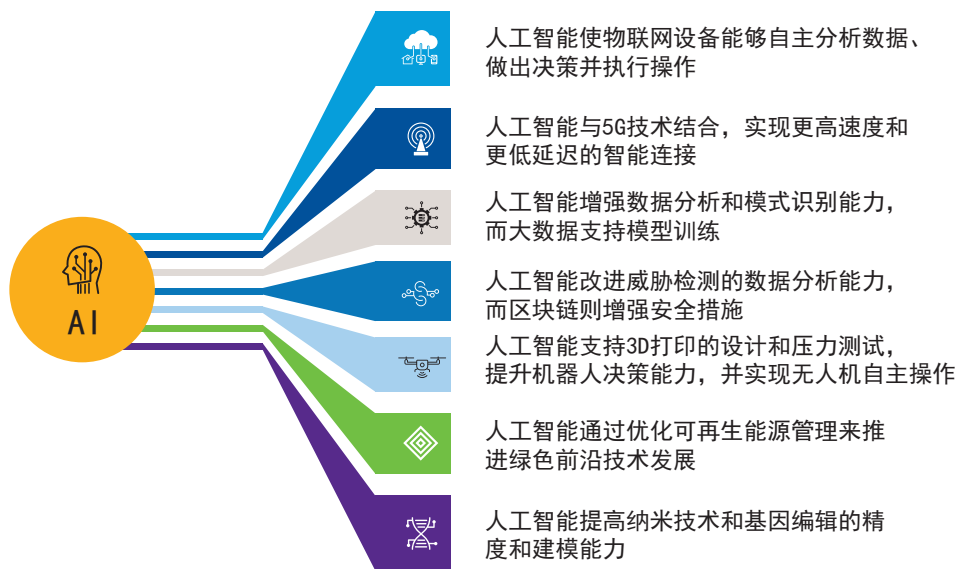 人工智能使物联网设备能够自主分析数据、
做出决策并执行操作
人工智能与5G技术结合，实现更高速度和
更低延迟的智能连接
人工智能增强数据分析和模式识别能力，
而大数据支持模型训练
AI
人工智能改进威胁检测的数据分析能力，
而区块链则增强安全措施
人工智能支持3D打印的设计和压力测试，
提升机器人决策能力，并实现无人机自主操作
人工智能通过优化可再生能源管理来推
进绿色前沿技术发展
人工智能提高纳米技术和基因编辑的精
度和建模能力